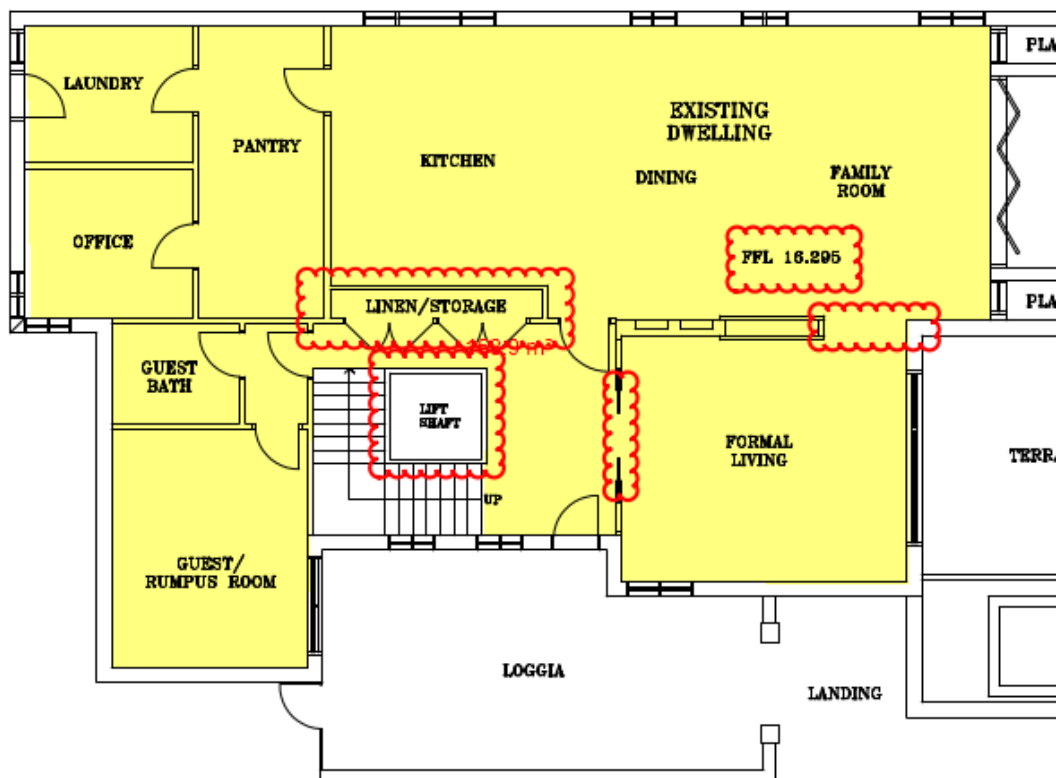 PLA
LAUNDRY
EXISTING
DWELLING
PANTRY
KITCHEN
DINING
FAMILY
ROOM
OFFICE
FFL 16.295
PLA
LINEN/STORAGE
GUEST
BATH
LIFT
SHAFT
FORMAL
LIVING
TERRA
UP
GUEST/
RUMPUS ROOM
LOGGIA
LANDING